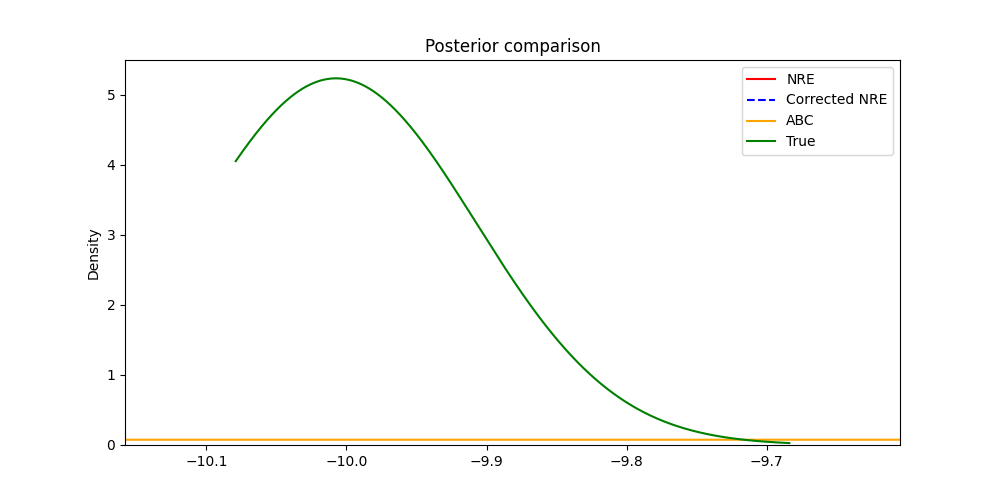 Posterior comparison
NRE
Corrected NRE
ABC
True
Density
5
4
3
2
1
0
−10.1
−10.0
−9.9
−9.8
−9.7